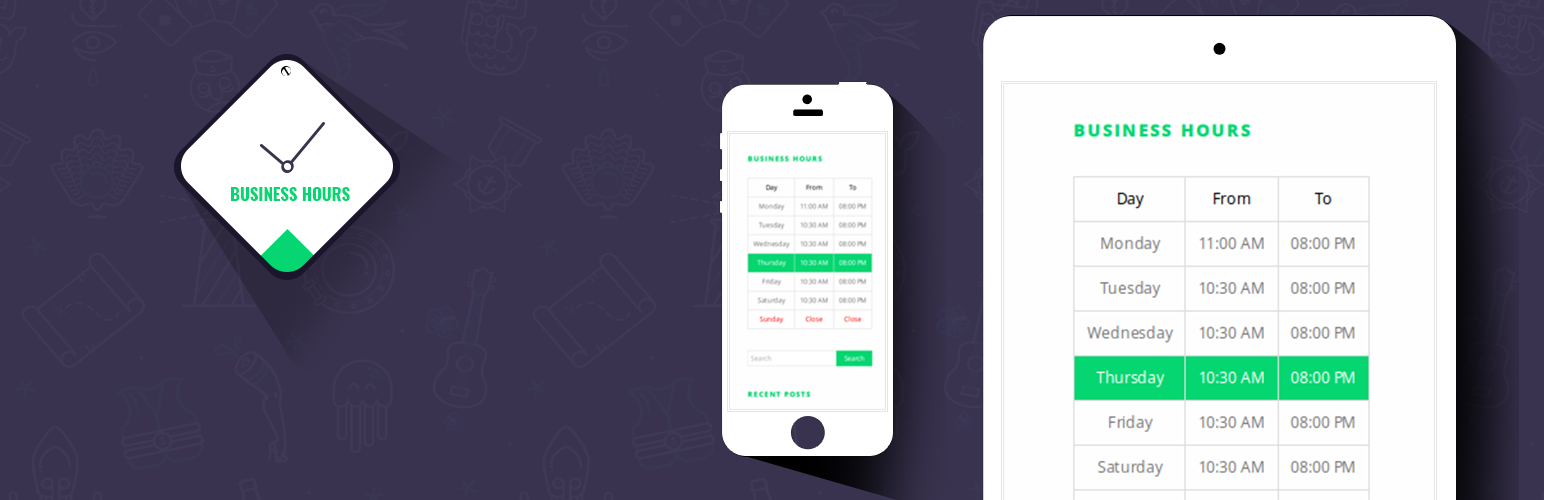 BUSINESS HOURS
BUSINESS HOURS
Day From To
Monday 11:00 AM 08:00 PM
Tuesday 10:30 AM 08:00 PM
Wednesday 10:30 AM 08:00 PM
Thursday 10:30 AM 08:00 PM
Friday 10:30 AM 08:00 PM
Saturday 10:30 AM 08:00 PM
Sunday Close Close
Search Search
RECENT POSTS
BUSINESS HOURS
Day From To
Monday 11:00 AM 08:00 PM
Tuesday 10:30 AM 08:00 PM
Wednesday 10:30 AM 08:00 PM
Thursday 10:30 AM 08:00 PM
Friday 10:30 AM 08:00 PM
Saturday 10:30 AM 08:00 PM